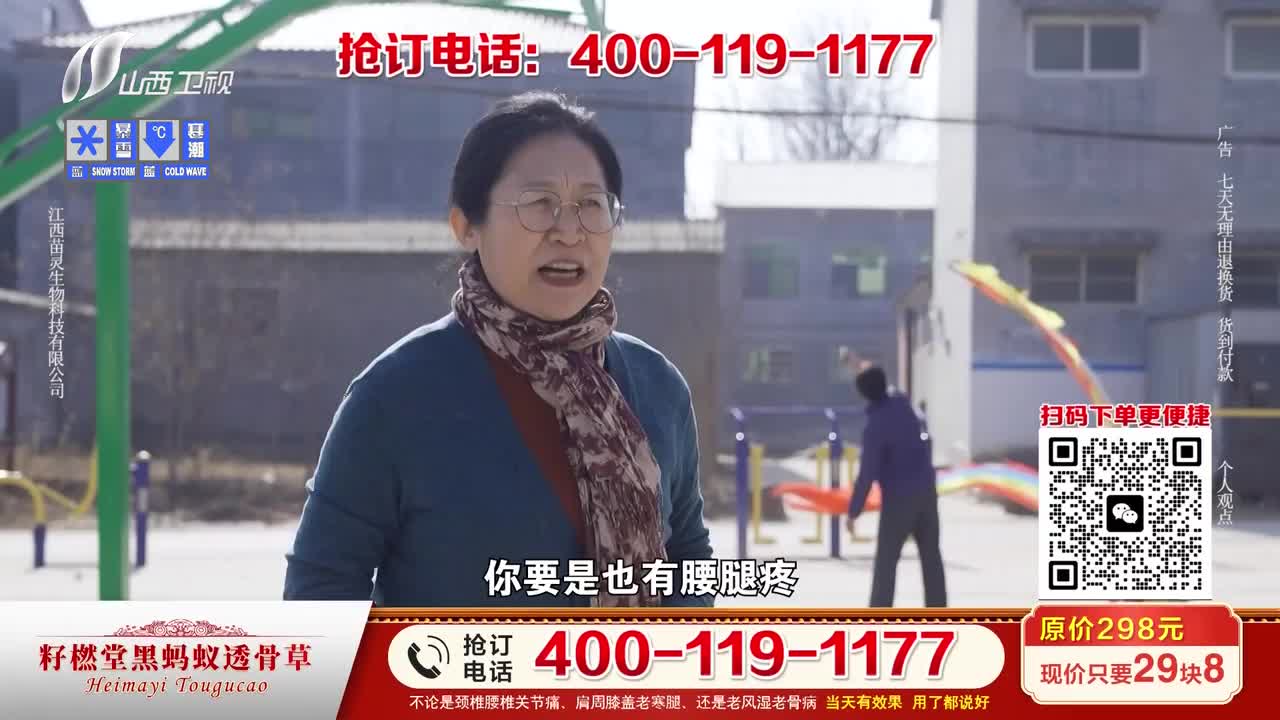 抢订电话：400-119-1177
山西卫视
暴雪
℃
寒潮
蓝 SNOW STORM
蓝 COLD WAVE
江西苗灵生物科技有限公司
广告 七天无理由退换货 货到付款
个人观点
扫码下单更便捷
你要是也有腰腿疼
籽橪堂黑蚂蚁透骨草
Heimayi Tougucao
抢订电话
400-119-1177
不论是颈椎腰椎关节痛、肩周膝盖老寒腿、还是老风湿老骨病 当天有效果 用了都说好
原价298元
现价只要29块8